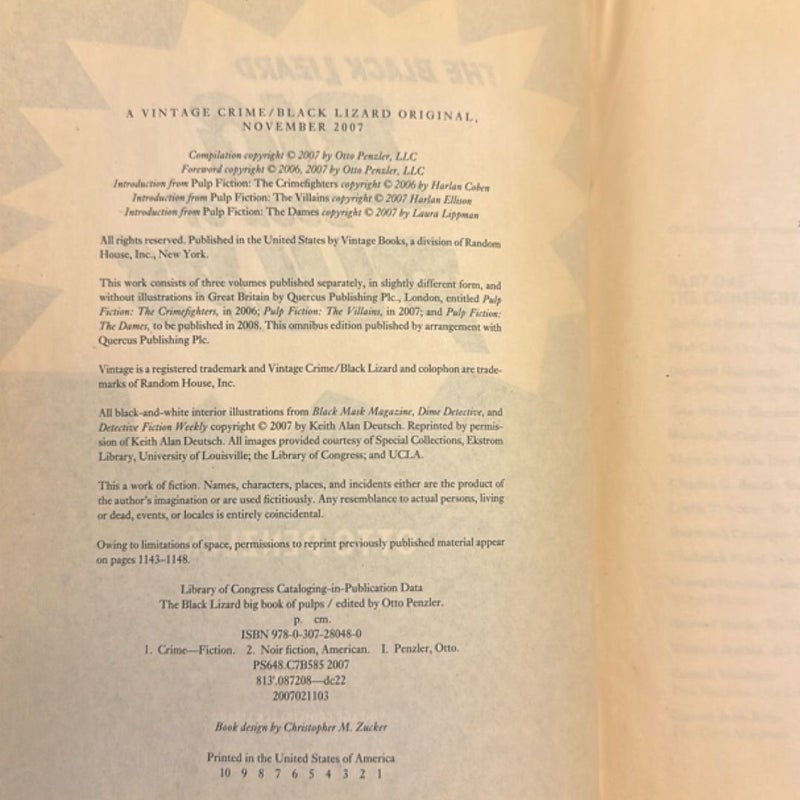 A VINTAGE CRIME/BLACK LIZARD ORIGINAL,
NOVEMBER 2007
Compilation copyright © 2007 by Otto Penzler, LLC
Foreword copyright © 2006, 2007 by Otto Penzler, LLC
Introduction from Pulp Fiction: The Crimefighters copyright © 2006 by Harlan Coben
Introduction from Pulp Fiction: The Villains copyright © 2007 Harlan Ellison
Introduction from Pulp Fiction: The Dames copyright © 2007 by Laura Lippman
All rights reserved. Published in the United States by Vintage Books, a division of Random
House, Inc., New York.
This work consists of three volumes published separately, in slightly different form, and
without illustrations in Great Britain by Quercus Publishing Plc., London, entitled Pulp
Fiction: The Crimefighters, in 2006; Pulp Fiction: The Villains, in 2007; and Pulp Fiction:
The Dames, to be published in 2008. This omnibus edition published by arrangement with
Quercus Publishing Plc.
Vintage is a registered trademark and Vintage Crime/Black Lizard and colophon are trade-
marks of Random House, Inc.
All black-and-white interior illustrations from Black Mask Magazine, Dime Detective, and
Detective Fiction Weekly copyright © 2007 by Keith Alan Deutsch. Reprinted by permis-
sion of Keith Alan Deutsch. All images provided courtesy of Special Collections, Ekstrom
Library, University of Louisville; the Library of Congress; and UCLA.
This a work of fiction. Names, characters, places, and incidents either are the product of
the author's imagination or are used fictitiously. Any resemblance to actual persons, living
or dead, events, or locales is entirely coincidental.
Owing to limitations of space, permissions to reprint previously published material appear
on pages 1143–1148.
Library of Congress Cataloging-in-Publication Data
The Black Lizard big book of pulps / edited by Otto Penzler.
p. cm.
ISBN 978-0-307-28048-0
1. Crime—Fiction. 2. Noir fiction, American. I. Penzler, Otto.
PS648.C7B585 2007
813'.087208—dc22
2007021103
Book design by Christopher M. Zucker
Printed in the United States of America
10 9 8 7 6 5 4 3 2 1